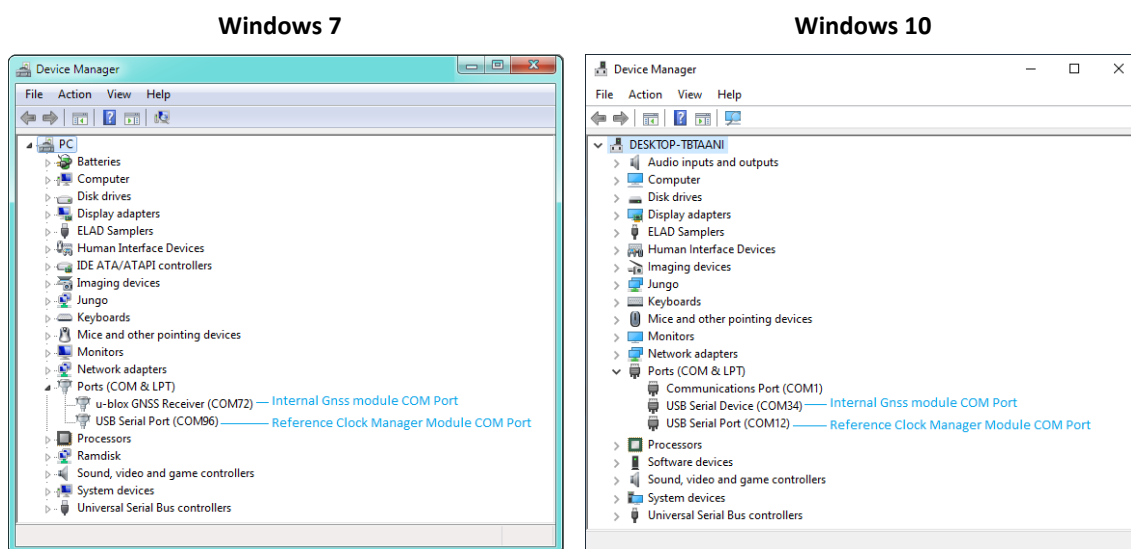 Windows 7
Device Manager
File Action View Help
PC
Batteries
Computer
Disk drives
Display adapters
ELAD Samplers
Human Interface Devices
IDE ATA/ATAPI controllers
Imaging devices
Jungo
Keyboards
Mice and other pointing devices
Monitors
Network adapters
Ports (COM & LPT)
u-blox GNSS Receiver (COM72) Internal Gnss module COM Port
USB Serial Port (COM96) Reference Clock Manager Module COM Port
Processors
Ramdisk
Sound, video and game controllers
System devices
Universal Serial Bus controllers
Windows 10
Device Manager
File Action View Help
DESKTOP-TBTAANI
Audio inputs and outputs
Computer
Disk drives
Display adapters
ELAD Samplers
Human Interface Devices
Imaging devices
Jungo
Keyboards
Mice and other pointing devices
Monitors
Network adapters
Ports (COM & LPT)
Communications Port (COM1)
USB Serial Device (COM34) Internal Gnss module COM Port
USB Serial Port (COM12) Reference Clock Manager Module COM Port
Processors
Software devices
Sound, video and game controllers
System devices
Universal Serial Bus controllers